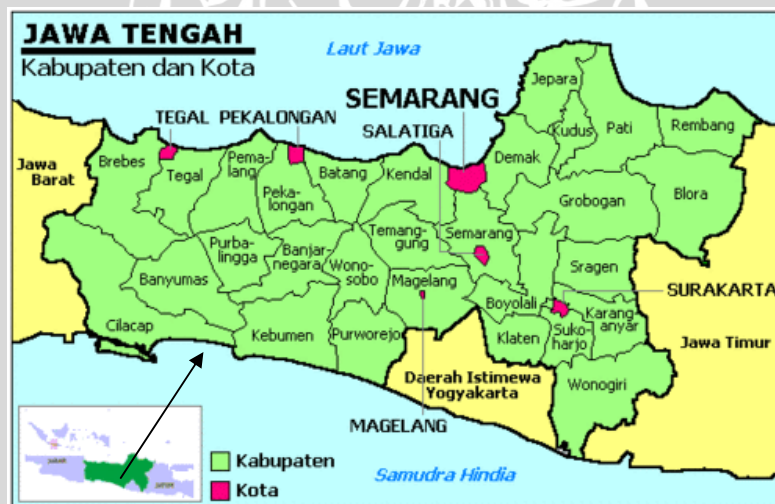 JAWA TENGAH
Kabupaten dan Kota
Laut Jawa
TEGAL
PEKALONGAN
SEMARANG
SALATIGA
Jepara
Kudus
Pati
Rembang
Demak
Jawa
Barat
Brebes
Tegal
Pema-
lang
Peka-
longan
Batang
Kendal
Grobogan
Blora
Temang-
gung
Semarang
Purba-
lingga
Banjar-
negara
Wono-
sobo
Banyumas
Magelang
Sragen
Boyolali
SURAKARTA
Karang-
anyar
Cilacap
Kebumen
Purworejo
Klaten
Suko-
harjo
Jawa Timur
Daerah Istimewa
Yogyakarta
Wonogiri
MAGELANG
Kabupaten
Kota
Samudra Hindia